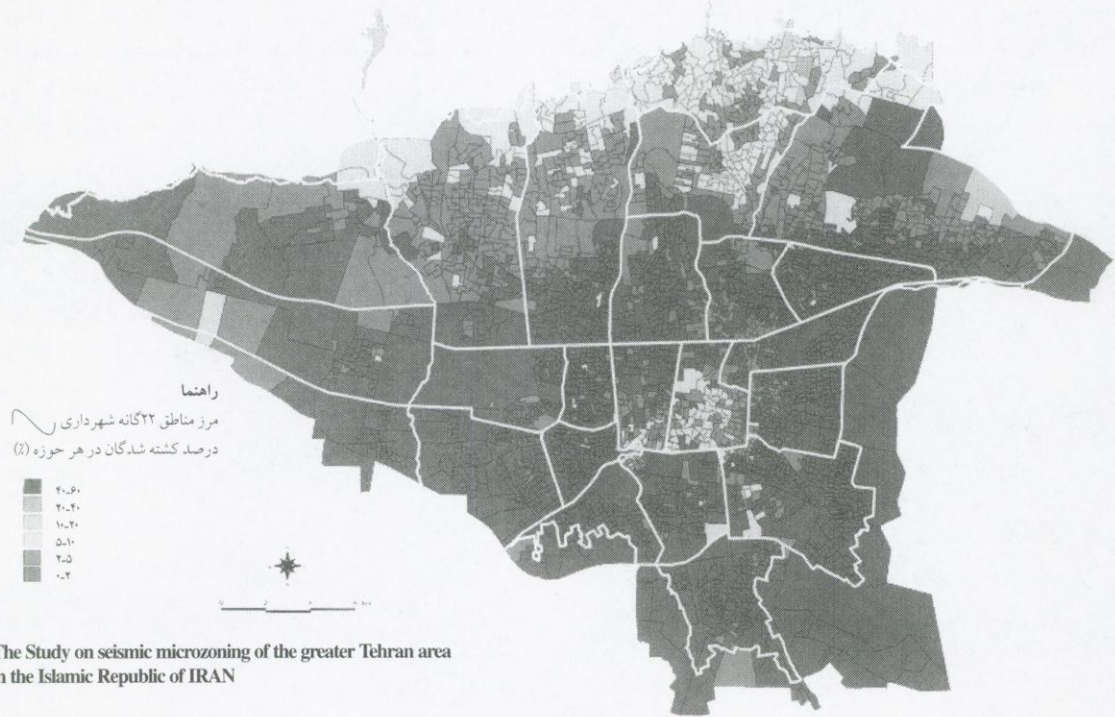 راهنما
مرز مناطق ۲۲گانه شهرداری
درصد کشته شدگان در هر حوزه (٪)
۴۰-۶۰
۲۰-۴۰
۱۰-۲۰
۵-۱۰
۲-۵
۰-۲
The Study on seismic microzoning of the greater Tehran area
n the Islamic Republic of IRAN